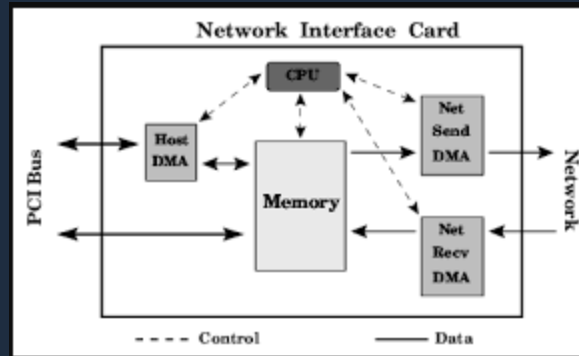 Network Interface Card
CPU
Host
DMA
Net
Send
DMA
PCI Bus
Memory
Network
Net
Recv
DMA
Control
Data